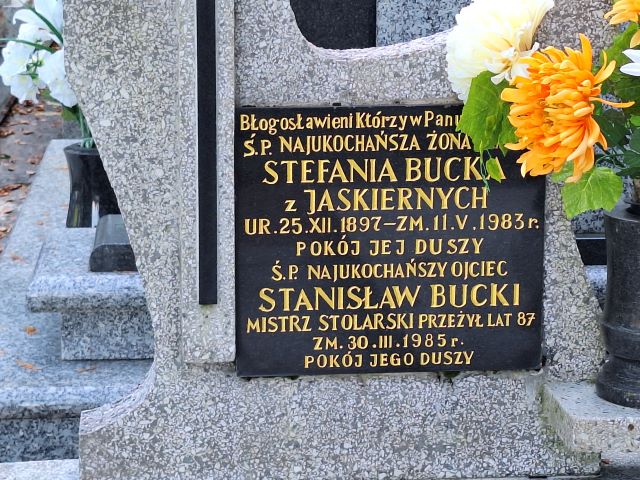 Błogosławieni Którzy w Panu
Ś.P. NAJUKOCHAŃSZA ŻONA
STEFANIA BUCKA
z JASKIERNYCH
UR. 25.XII.1897 – ZM. 11.V.1983 r.
POKÓJ JEJ DUSZY
Ś.P. NAJUKOCHAŃSZY OJCIEC
STANISŁAW BUCKI
MISTRZ STOLARSKI PRZEŻYŁ LAT 87
ZM. 30.III.1985 r.
POKÓJ JEGO DUSZY